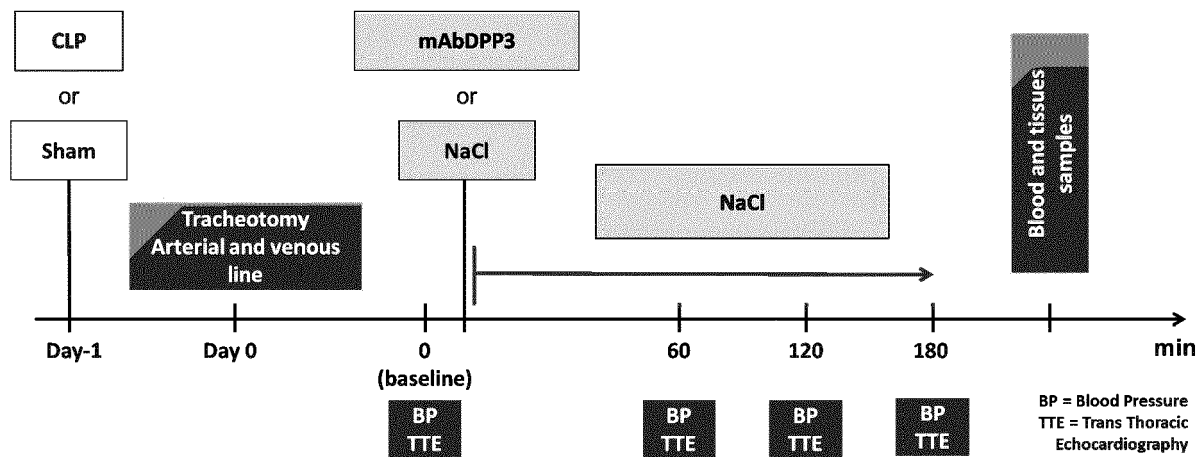 CLP
or
Sham
mAbDPP3
or
NaCl
Tracheotomy
Arterial and venous
line
NaCl
Blood and tissues
samples
Day-1
Day 0
0
(baseline)
60
120
180
min
BP
TTE
BP
TTE
BP
TTE
BP
TTE
BP = Blood Pressure
TTE = Trans Thoracic
Echocardiography